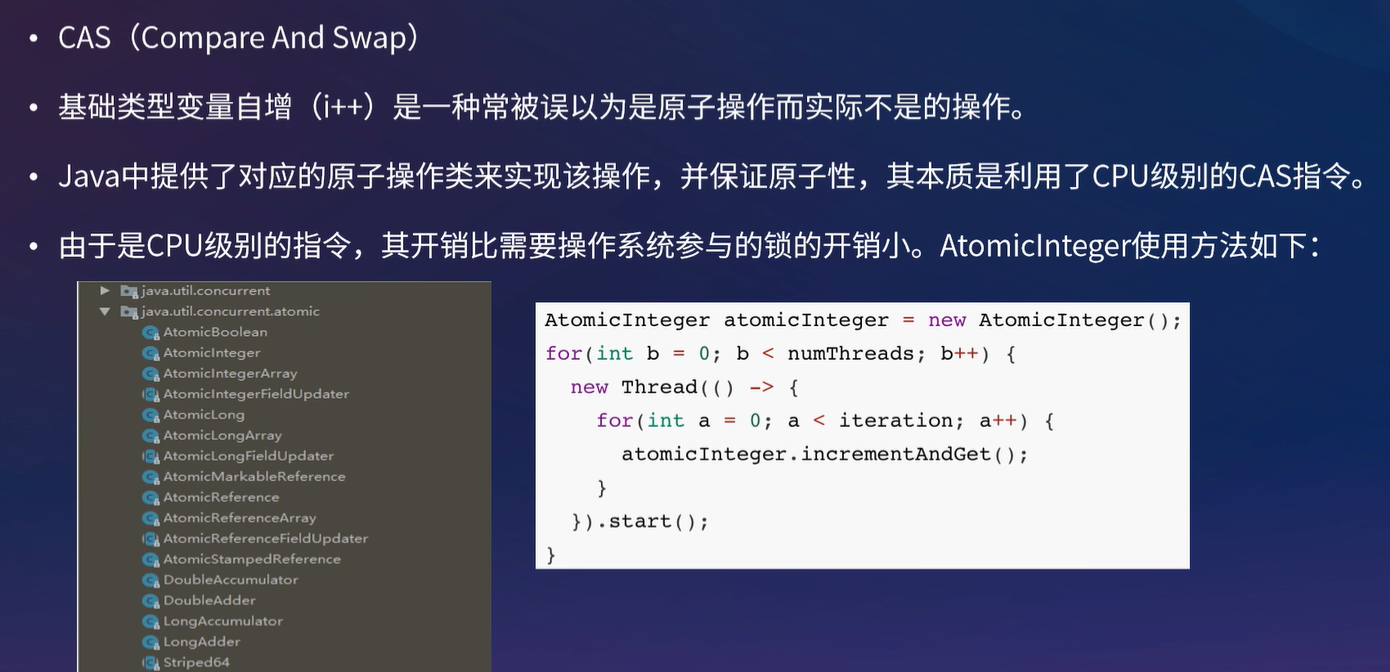 • CAS（Compare And Swap）
• 基础类型变量自增（i++）是一种常被误以为是原子操作而实际不是的操作。
• Java中提供了对应的原子操作类来实现该操作，并保证原子性，其本质是利用了CPU级别的CAS指令。
• 由于是CPU级别的指令，其开销比需要操作系统参与的锁的开销小。AtomicInteger使用方法如下：
java.util.concurrent
java.util.concurrent.atomic
AtomicBoolean
AtomicInteger
AtomicIntegerArray
AtomicIntegerFieldUpdater
AtomicLong
AtomicLongArray
AtomicLongFieldUpdater
AtomicMarkableReference
AtomicReference
AtomicReferenceArray
AtomicReferenceFieldUpdater
AtomicStampedReference
DoubleAccumulator
DoubleAdder
LongAccumulator
LongAdder
Striped64
AtomicInteger atomicInteger = new AtomicInteger();
for(int b = 0; b < numThreads; b++) {
  new Thread(() -> {
    for(int a = 0; a < iteration; a++) {
      atomicInteger.incrementAndGet();
    }
  }).start();
}